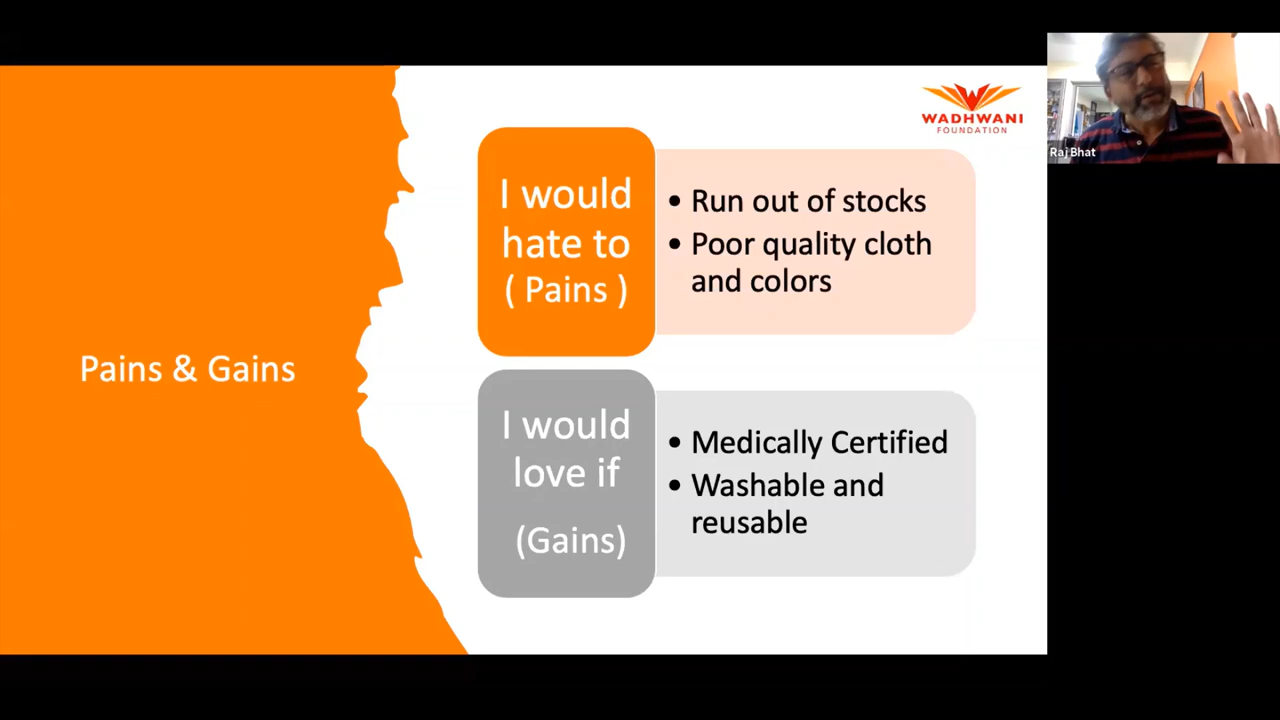 WADHWANI
FOUNDATION
Raj Bhat
Pains & Gains
I would
hate to
( Pains )
• Run out of stocks
• Poor quality cloth
and colors
I would
love if
(Gains)
• Medically Certified
• Washable and
reusable